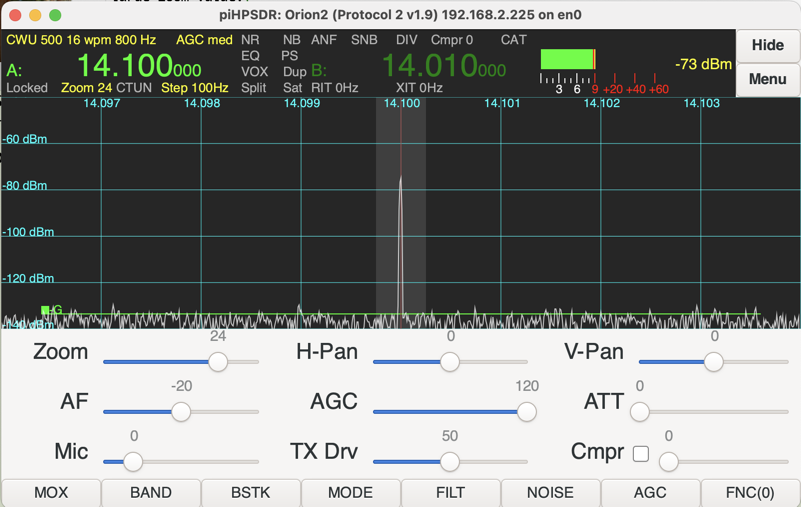 piHPSDR: Orion2 (Protocol 2 v1.9) 192.168.2.225 on en0
CWU 500 16 wpm 800 Hz AGC med NR NB ANF SNB DIV Cmpr 0 CAT
EQ PS
A: 14.100000 VOX Dup B: 14.010000 -73 dBm
Locked Zoom 24 CTUN Step 100Hz Split Sat RIT 0Hz XIT 0Hz
3 6 9 +20 +40 +60
Hide
Menu
14.097 14.098 14.099 14.100 14.101 14.102 14.103
-60 dBm
-80 dBm
-100 dBm
-120 dBm
-G
-140 dBm
24 0 0
Zoom H-Pan V-Pan
-20 120 0
AF AGC ATT
0 50 0
Mic TX Drv Cmpr
MOX BAND BSTK MODE FILT NOISE AGC FNC(0)